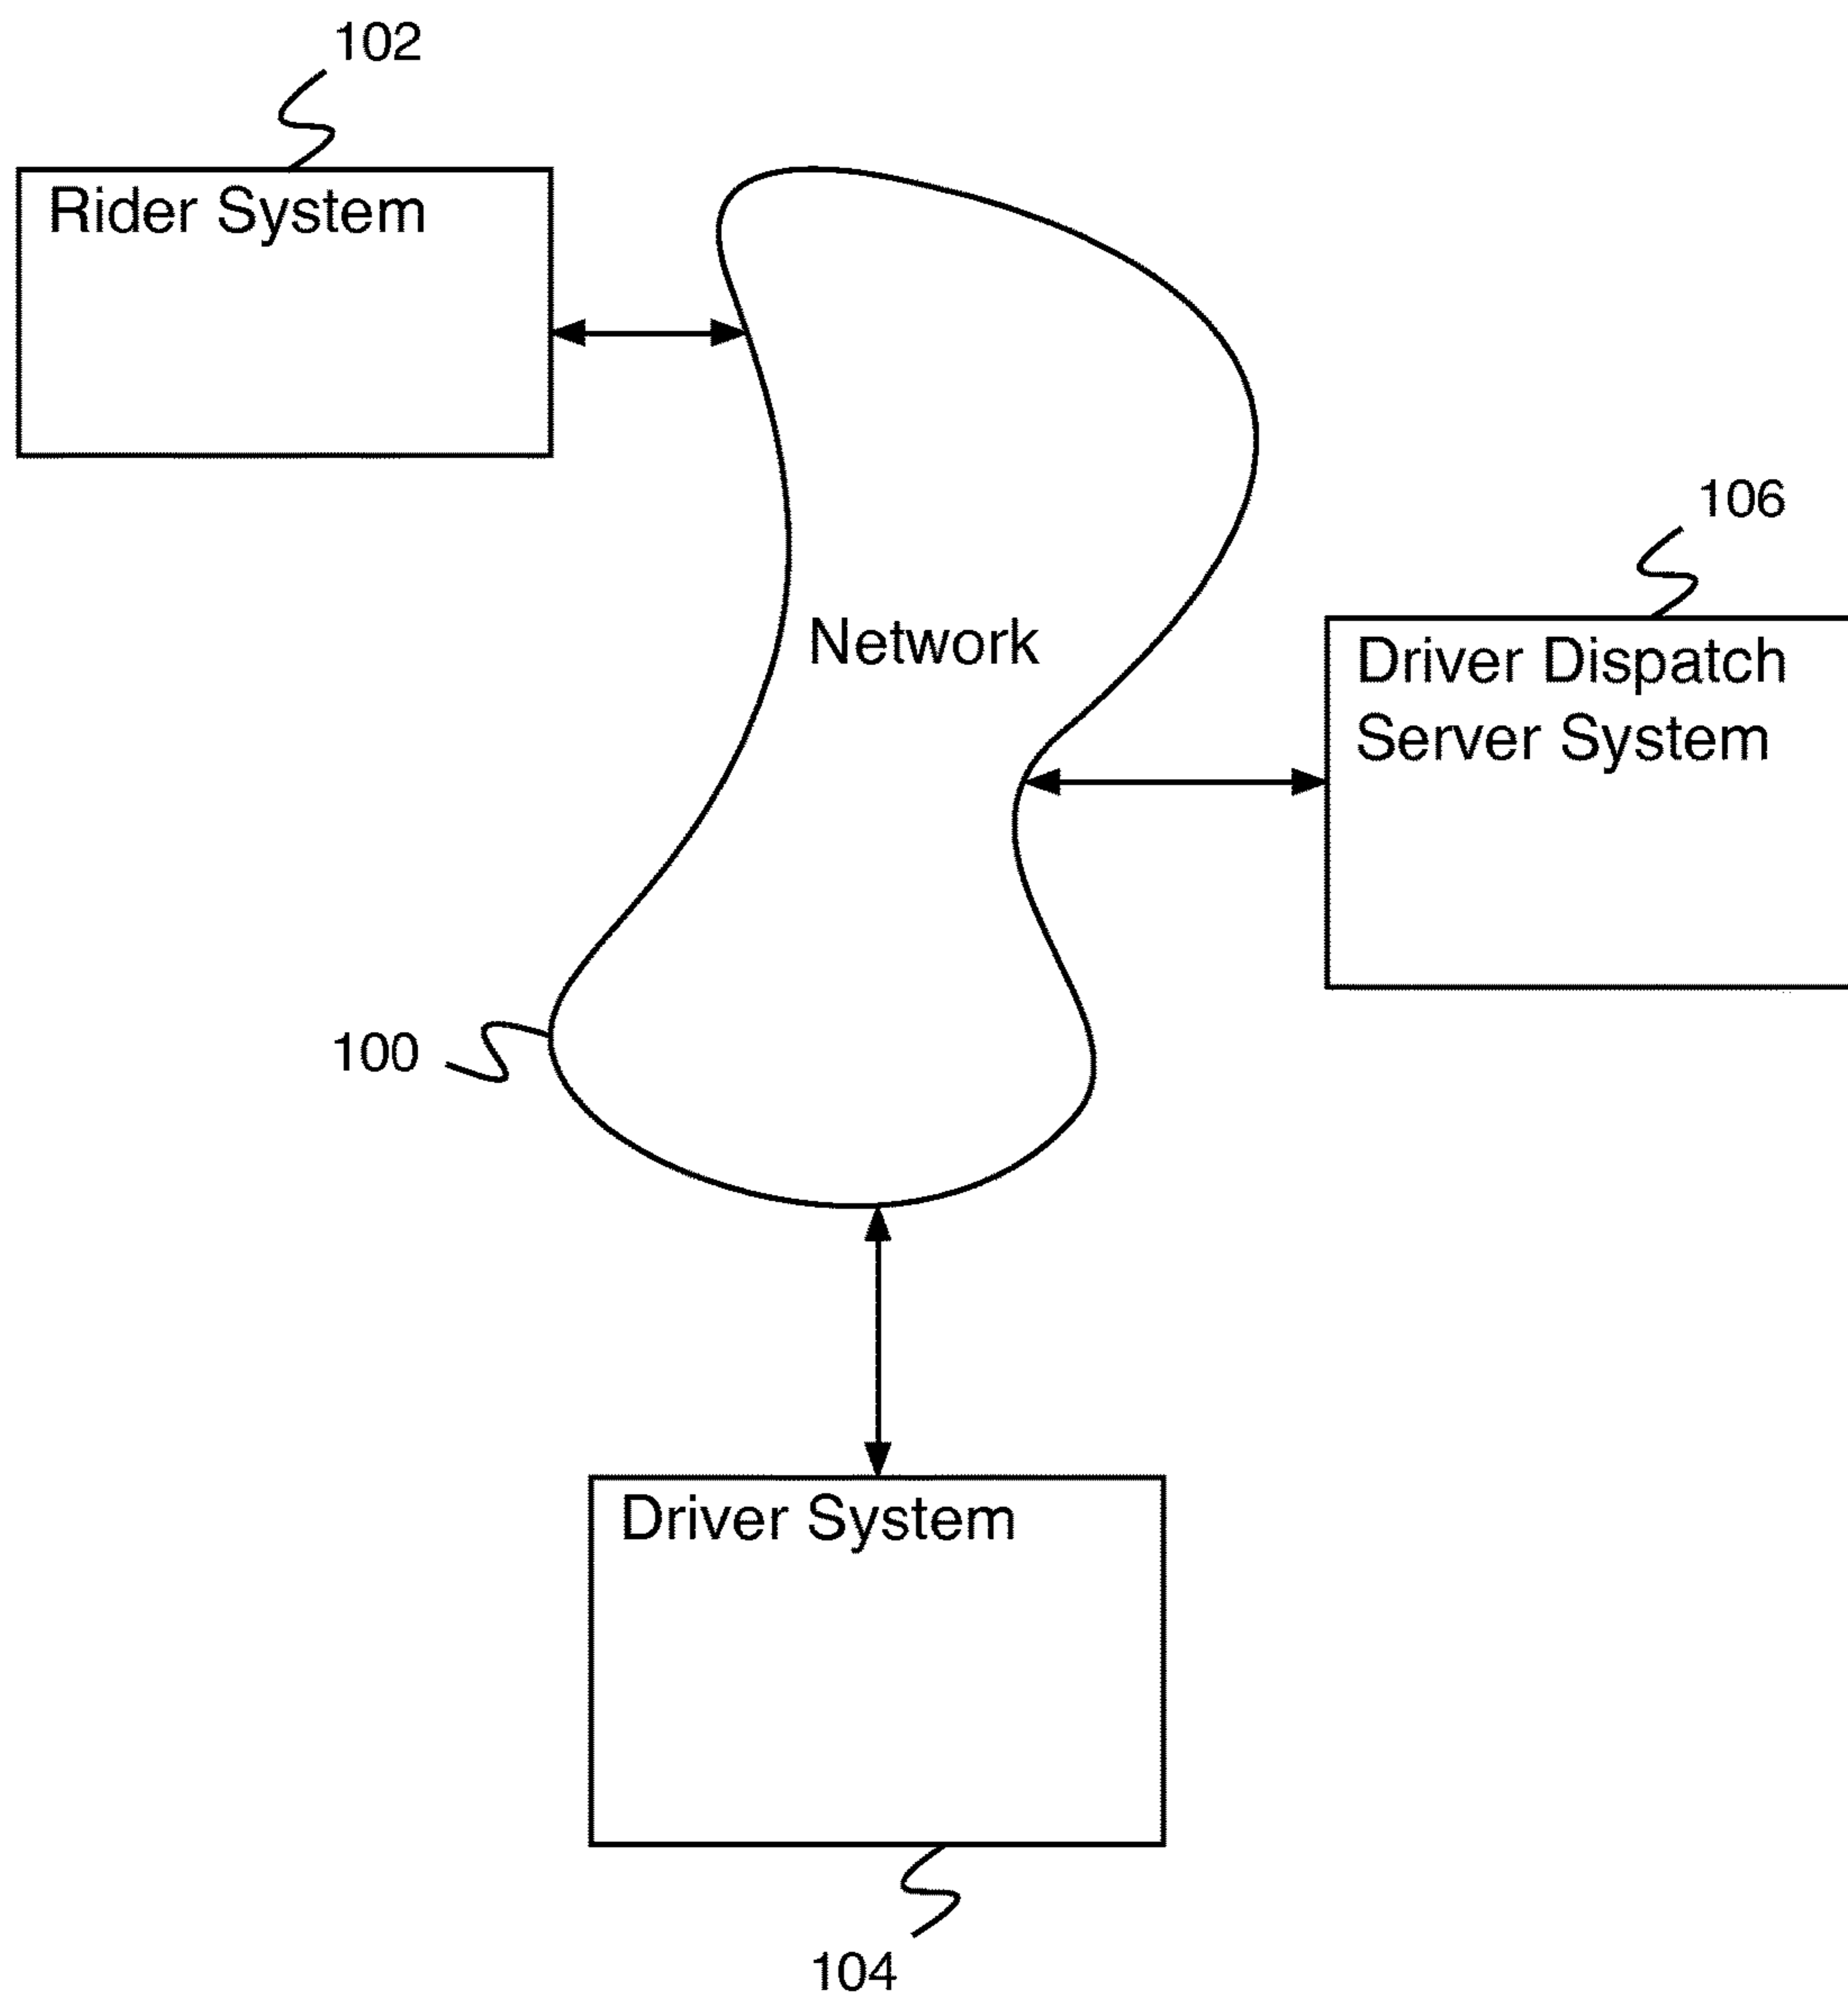 102
Rider System
106
Network
Driver Dispatch
Server System
100
Driver System
104